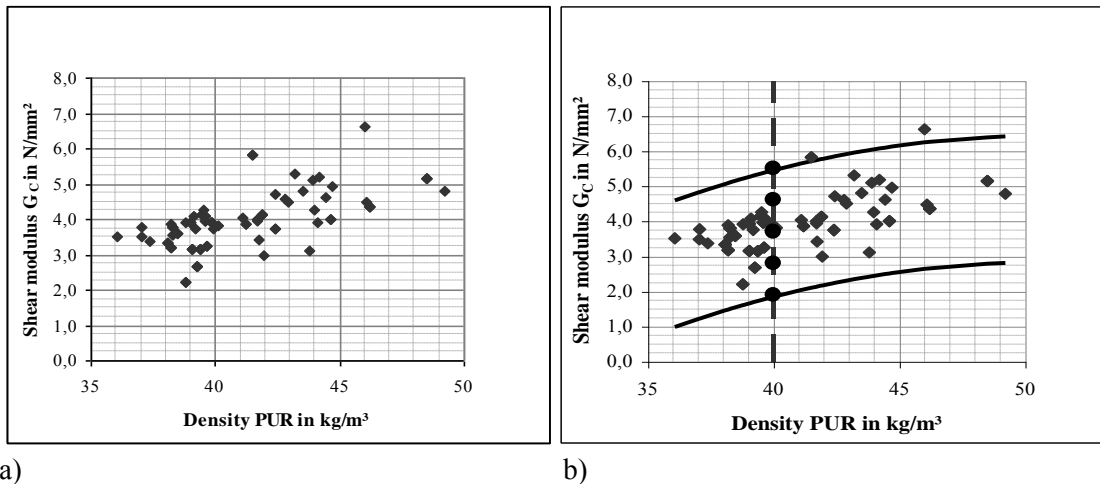 Shear modulus GC in N/mm²
8,0
7,0
6,0
5,0
4,0
3,0
2,0
1,0
0,0
35 40 45 50
Density PUR in kg/m³
a)
Shear modulus GC in N/mm²
8,0
7,0
6,0
5,0
4,0
3,0
2,0
1,0
0,0
35 40 45 50
Density PUR in kg/m³
b)